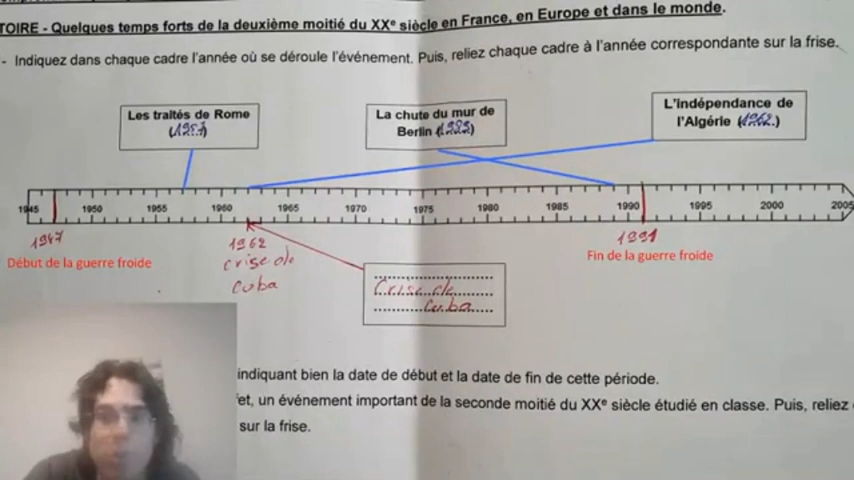 TOIRE - Quelques temps forts de la deuxième moitié du XXe siècle en France, en Europe et dans le monde.
- Indiquez dans chaque cadre l'année où se déroule l'événement. Puis, reliez chaque cadre à l'année correspondante sur la frise.
Les traités de Rome
(1957)
La chute du mur de
Berlin (1989)
L'indépendance de
l'Algérie (1962.)
1945 1950 1955 1960 1965 1970 1975 1980 1985 1990 1995 2000 2005
1947
Début de la guerre froide
1962
crise de
cuba
1991
Fin de la guerre froide
Crise de
cuba
indiquant bien la date de début et la date de fin de cette période.
et, un événement important de la seconde moitié du XXe siècle étudié en classe. Puis, reliez
sur la frise.